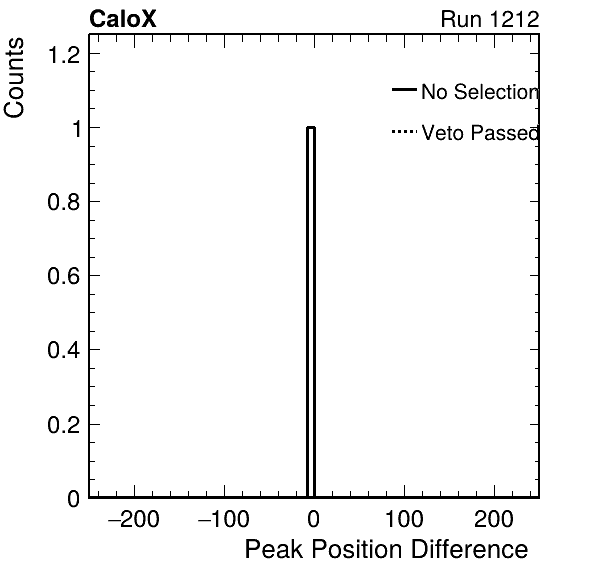 CaloX Run 1212
Counts
1.2
1
0.8
0.6
0.4
0.2
0
No Selection
Veto Passed
−200 −100 0 100 200
Peak Position Difference